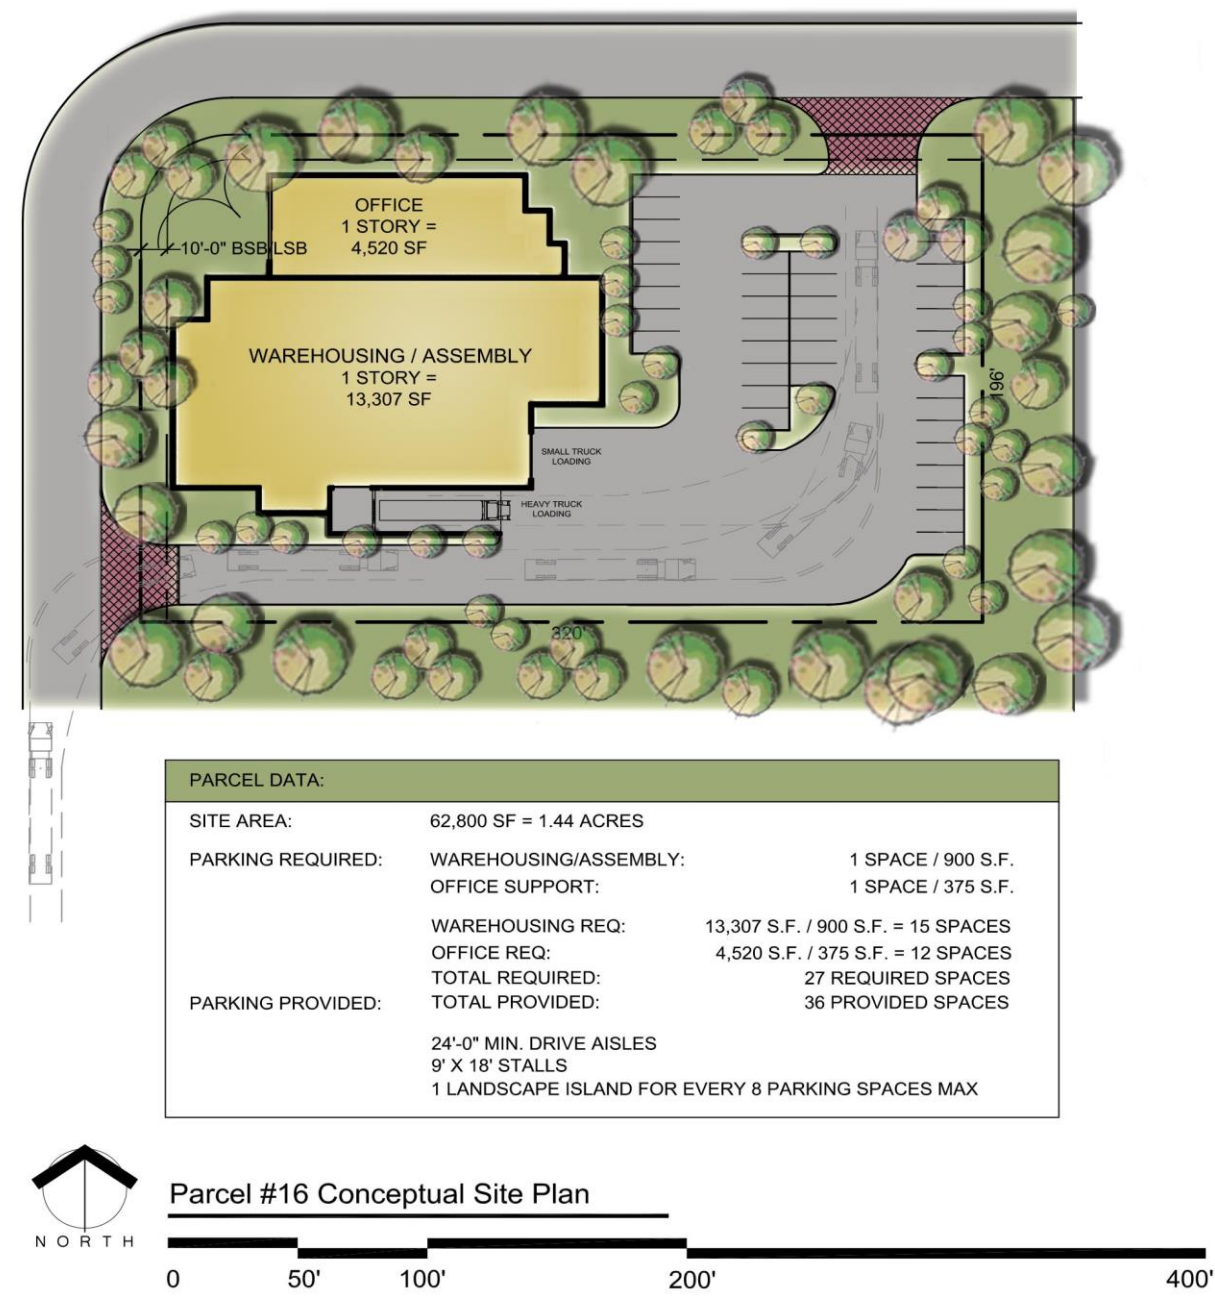 OFFICE
1 STORY =
4,520 SF
10'-0" BSB/LSB
WAREHOUSING / ASSEMBLY
1 STORY =
13,307 SF
196'
SMALL TRUCK
LOADING
HEAVY TRUCK
LOADING
320'
PARCEL DATA:
SITE AREA: 62,800 SF = 1.44 ACRES
PARKING REQUIRED: WAREHOUSING/ASSEMBLY: 1 SPACE / 900 S.F.
OFFICE SUPPORT: 1 SPACE / 375 S.F.
WAREHOUSING REQ: 13,307 S.F. / 900 S.F. = 15 SPACES
OFFICE REQ: 4,520 S.F. / 375 S.F. = 12 SPACES
TOTAL REQUIRED: 27 REQUIRED SPACES
PARKING PROVIDED: TOTAL PROVIDED: 36 PROVIDED SPACES
24'-0" MIN. DRIVE AISLES
9' X 18' STALLS
1 LANDSCAPE ISLAND FOR EVERY 8 PARKING SPACES MAX
Parcel #16 Conceptual Site Plan
NORTH
0 50' 100' 200' 400'